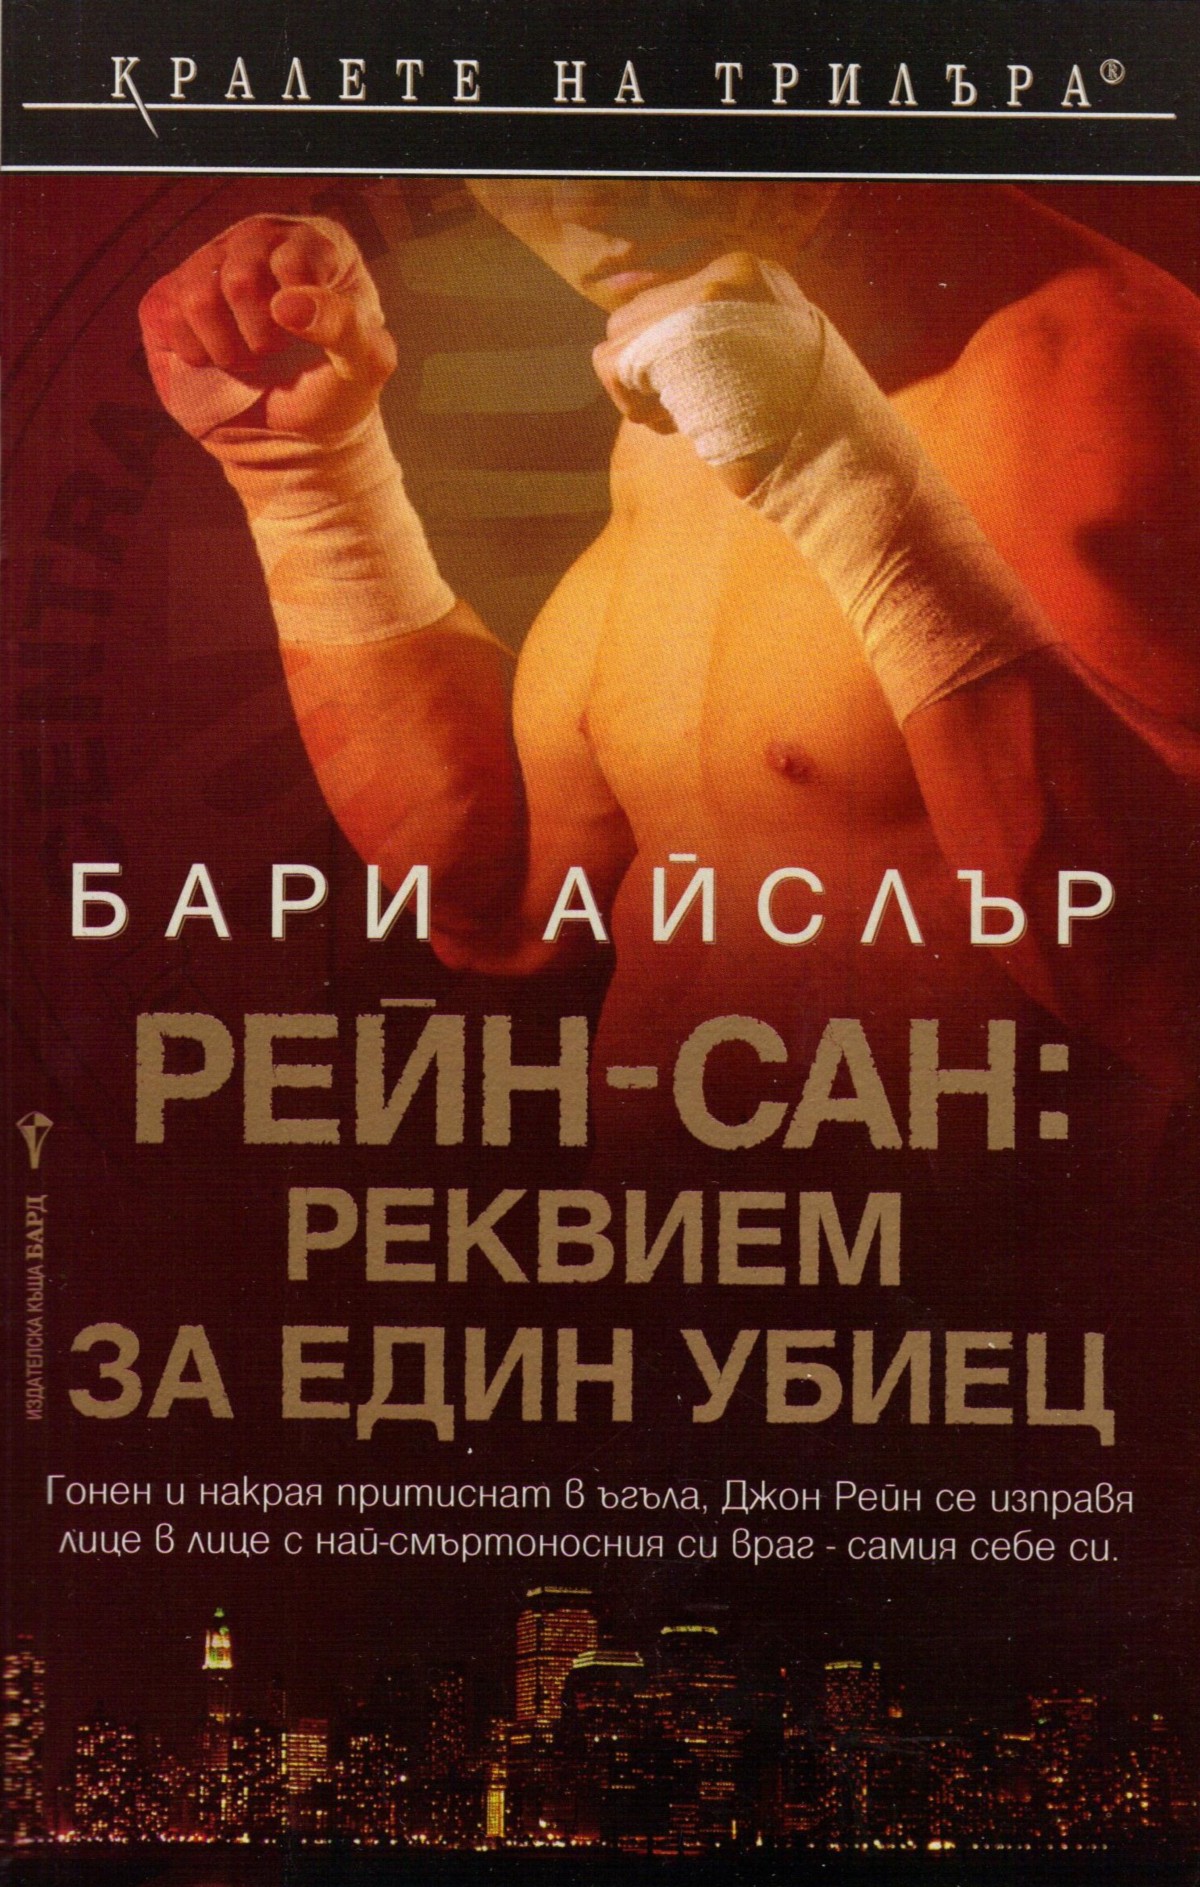 КРАЛЕТЕ НА ТРИЛЪРА®
ENTRA
БАРИ АЙСЛЪР
РЕЙН-САН:
РЕКВИЕМ
ЗА ЕДИН УБИЕЦ
ИЗДАТЕЛСКА КЪЩА БАРД
Гонен и накрая притиснат в ъгъла, Джон Рейн се изправя
лице в лице с най-смъртоносния си враг - самия себе си.